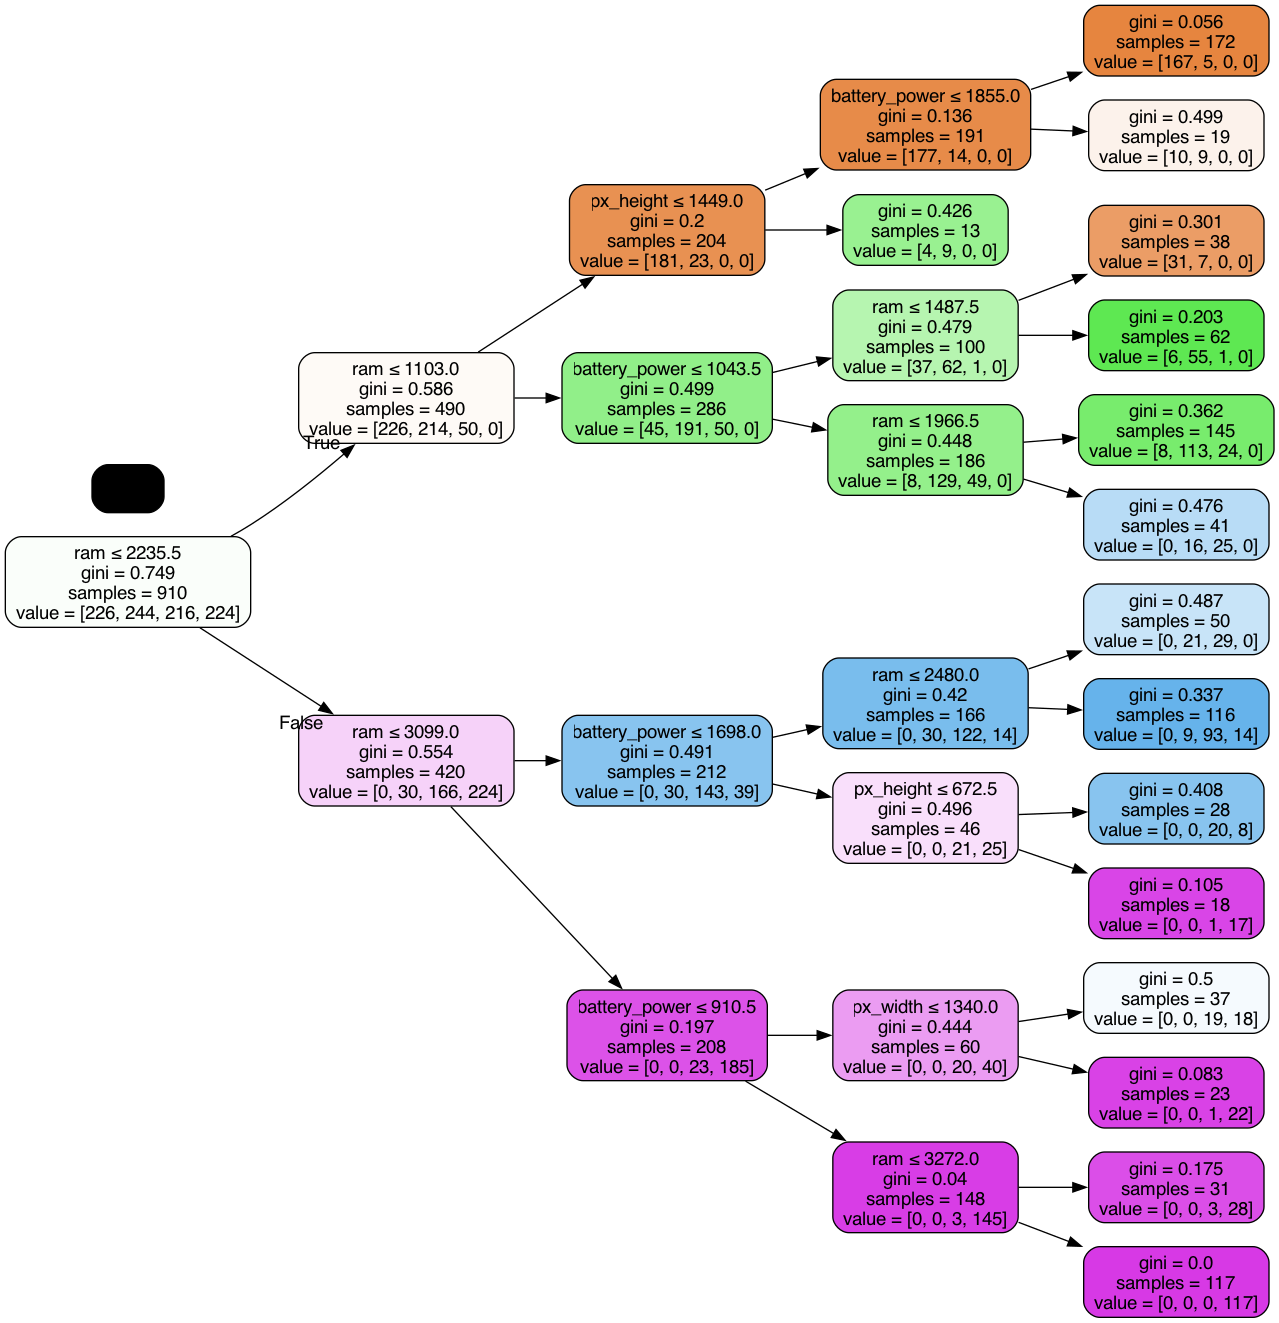 ram ≤ 2235.5
gini = 0.749
samples = 910
value = [226, 244, 216, 224]
True
ram ≤ 1103.0
gini = 0.586
samples = 490
value = [226, 214, 50, 0]
px_height ≤ 1449.0
gini = 0.2
samples = 204
value = [181, 23, 0, 0]
battery_power ≤ 1855.0
gini = 0.136
samples = 191
value = [177, 14, 0, 0]
gini = 0.056
samples = 172
value = [167, 5, 0, 0]
gini = 0.499
samples = 19
value = [10, 9, 0, 0]
gini = 0.426
samples = 13
value = [4, 9, 0, 0]
battery_power ≤ 1043.5
gini = 0.499
samples = 286
value = [45, 191, 50, 0]
ram ≤ 1487.5
gini = 0.479
samples = 100
value = [37, 62, 1, 0]
gini = 0.301
samples = 38
value = [31, 7, 0, 0]
gini = 0.203
samples = 62
value = [6, 55, 1, 0]
ram ≤ 1966.5
gini = 0.448
samples = 186
value = [8, 129, 49, 0]
gini = 0.362
samples = 145
value = [8, 113, 24, 0]
gini = 0.476
samples = 41
value = [0, 16, 25, 0]
False
ram ≤ 3099.0
gini = 0.554
samples = 420
value = [0, 30, 166, 224]
battery_power ≤ 1698.0
gini = 0.491
samples = 212
value = [0, 30, 143, 39]
ram ≤ 2480.0
gini = 0.42
samples = 166
value = [0, 30, 122, 14]
gini = 0.487
samples = 50
value = [0, 21, 29, 0]
gini = 0.337
samples = 116
value = [0, 9, 93, 14]
px_height ≤ 672.5
gini = 0.496
samples = 46
value = [0, 0, 21, 25]
gini = 0.408
samples = 28
value = [0, 0, 20, 8]
gini = 0.105
samples = 18
value = [0, 0, 1, 17]
battery_power ≤ 910.5
gini = 0.197
samples = 208
value = [0, 0, 23, 185]
px_width ≤ 1340.0
gini = 0.444
samples = 60
value = [0, 0, 20, 40]
gini = 0.5
samples = 37
value = [0, 0, 19, 18]
gini = 0.083
samples = 23
value = [0, 0, 1, 22]
ram ≤ 3272.0
gini = 0.04
samples = 148
value = [0, 0, 3, 145]
gini = 0.175
samples = 31
value = [0, 0, 3, 28]
gini = 0.0
samples = 117
value = [0, 0, 0, 117]